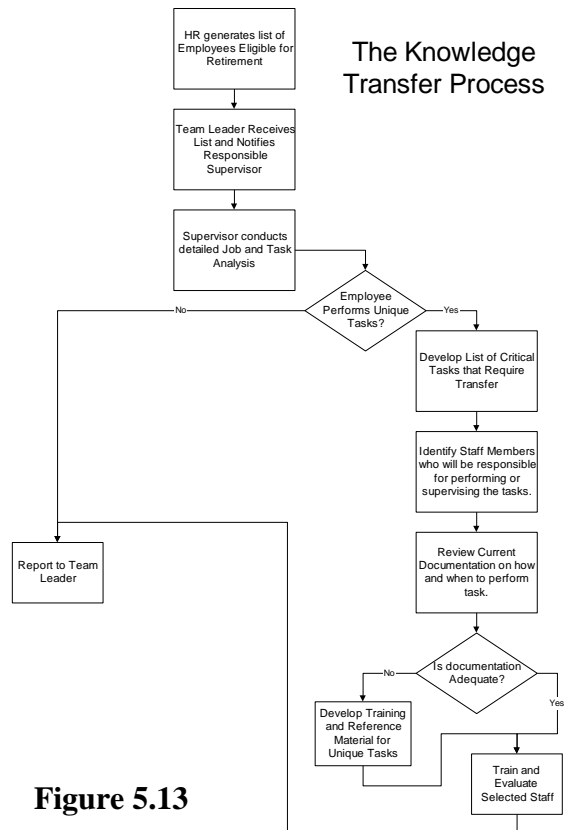 The Knowledge
Transfer Process
HR generates list of
Employees Eligible for
Retirement
Team Leader Receives
List and Notifies
Responsible
Supervisor
Supervisor conducts
detailed Job and Task
Analysis
Employee
Performs Unique
Tasks?
No
Yes
Develop List of Critical
Tasks that Require
Transfer
Identify Staff Members
who will be responsible
for performing or
supervising the tasks.
Report to Team
Leader
Review Current
Documentation on how
and when to perform
task.
Is documentation
Adequate?
No
Yes
Develop Training
and Reference
Material for
Unique Tasks
Train and
Evaluate
Selected Staff
Figure 5.13